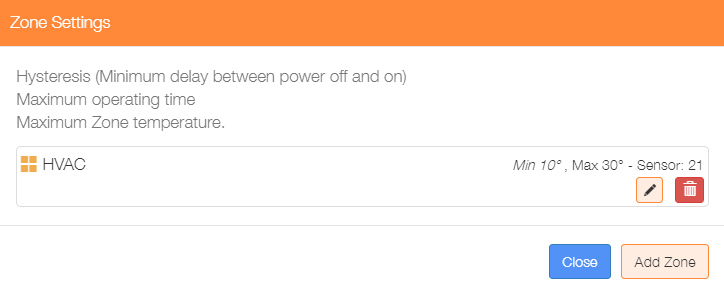 Zone Settings
Hysteresis (Minimum delay between power off and on)
Maximum operating time
Maximum Zone temperature.
HVAC Min 10° , Max 30° - Sensor: 21
Close Add Zone